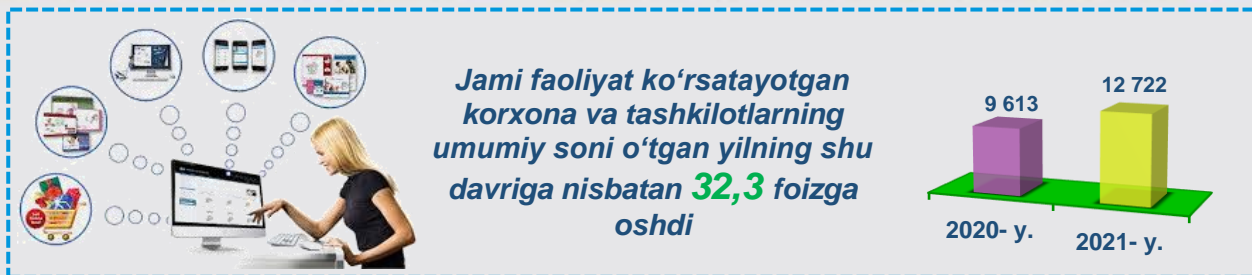 Jami faoliyat ko‘rsatayotgan
korxona va tashkilotlarning
umumiy soni o‘tgan yilning shu
davriga nisbatan 32,3 foizga
oshdi
9 613
12 722
2020- y.
2021- y.